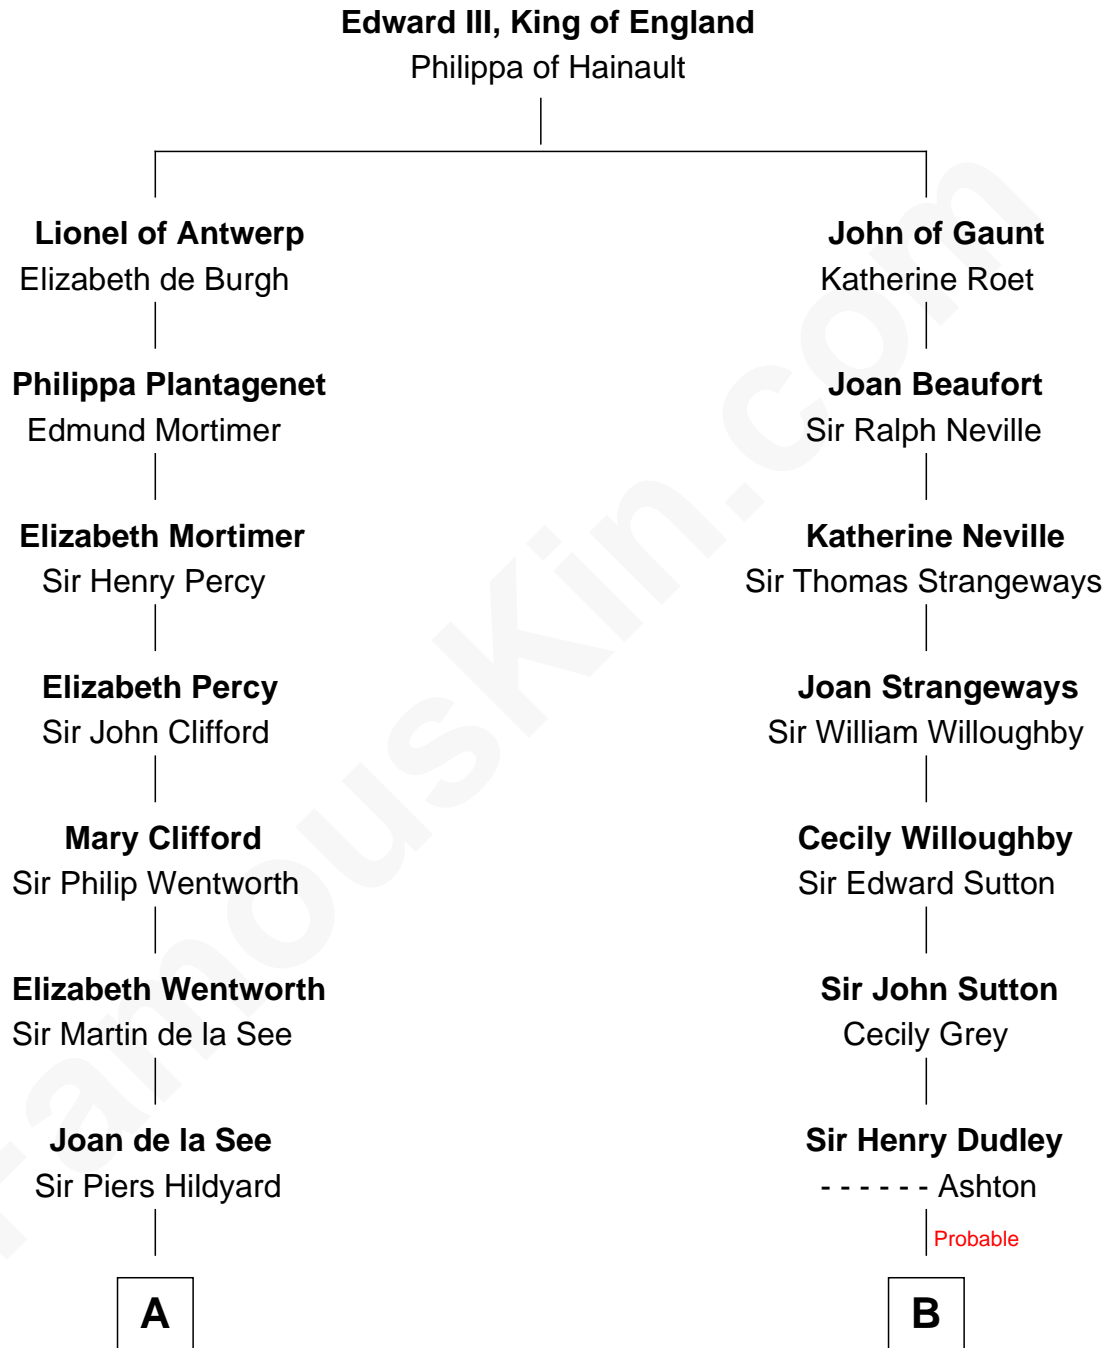 Edward III, King of England
Philippa of Hainault
Lionel of Antwerp
Elizabeth de Burgh
John of Gaunt
Katherine Roet
Philippa Plantagenet
Edmund Mortimer
Joan Beaufort
Sir Ralph Neville
Elizabeth Mortimer
Sir Henry Percy
Katherine Neville
Sir Thomas Strangeways
Elizabeth Percy
Sir John Clifford
Joan Strangeways
Sir William Willoughby
Mary Clifford
Sir Philip Wentworth
Cecily Willoughby
Sir Edward Sutton
Elizabeth Wentworth
Sir Martin de la See
Sir John Sutton
Cecily Grey
Joan de la See
Sir Piers Hildyard
Sir Henry Dudley
- - - - - - Ashton
Probable
A
B
FamousKin.com